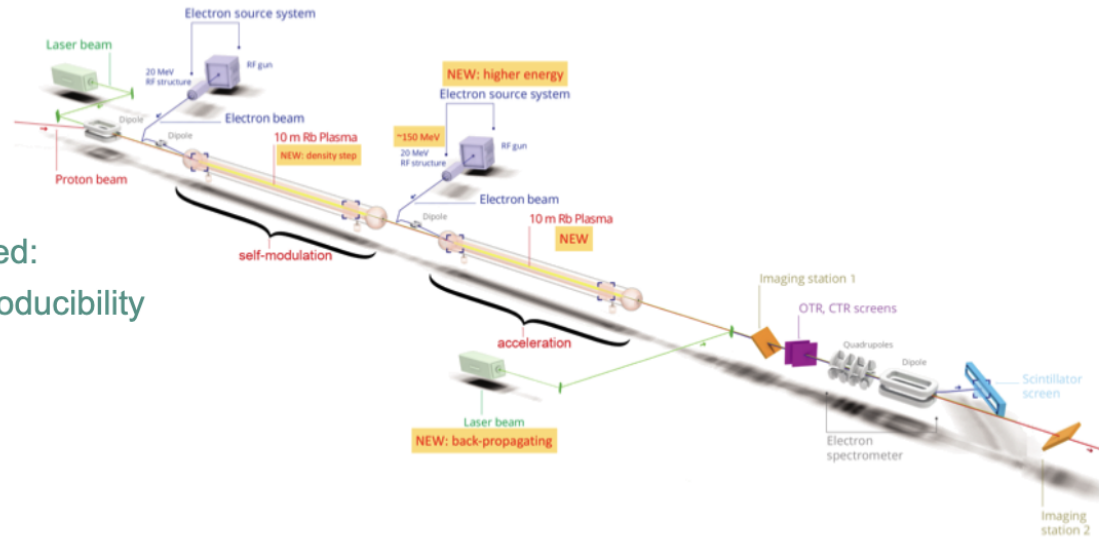 Electron source system
Laser beam
20 MeV
RF structure
RF gun
Dipole
Electron beam
Dipole
Proton beam
10 m Rb Plasma
NEW: density step
self-modulation
NEW: higher energy
Electron source system
~150 MeV
20 MeV
RF structure
RF gun
Electron beam
Dipole
10 m Rb Plasma
NEW
acceleration
ed:
oducibility
Laser beam
NEW: back-propagating
Imaging station 1
OTR, CTR screens
Quadrupoles
Dipole
Scintillator
screen
Electron
spectrometer
Imaging
station 2